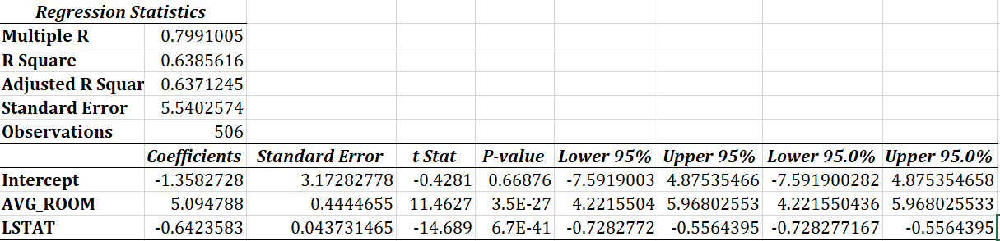 Regression Statistics
Multiple R 0.7991005
R Square 0.6385616
Adjusted R Squar 0.6371245
Standard Error 5.5402574
Observations 506
Coefficients Standard Error t Stat P-value Lower 95% Upper 95% Lower 95.0% Upper 95.0%
Intercept -1.3582728 3.17282778 -0.4281 0.66876 -7.5919003 4.87535466 -7.591900282 4.875354658
AVG_ROOM 5.094788 0.4444655 11.4627 3.5E-27 4.2215504 5.96802553 4.221550436 5.968025533
LSTAT -0.6423583 0.043731465 -14.689 6.7E-41 -0.7282772 -0.5564395 -0.728277167 -0.5564395